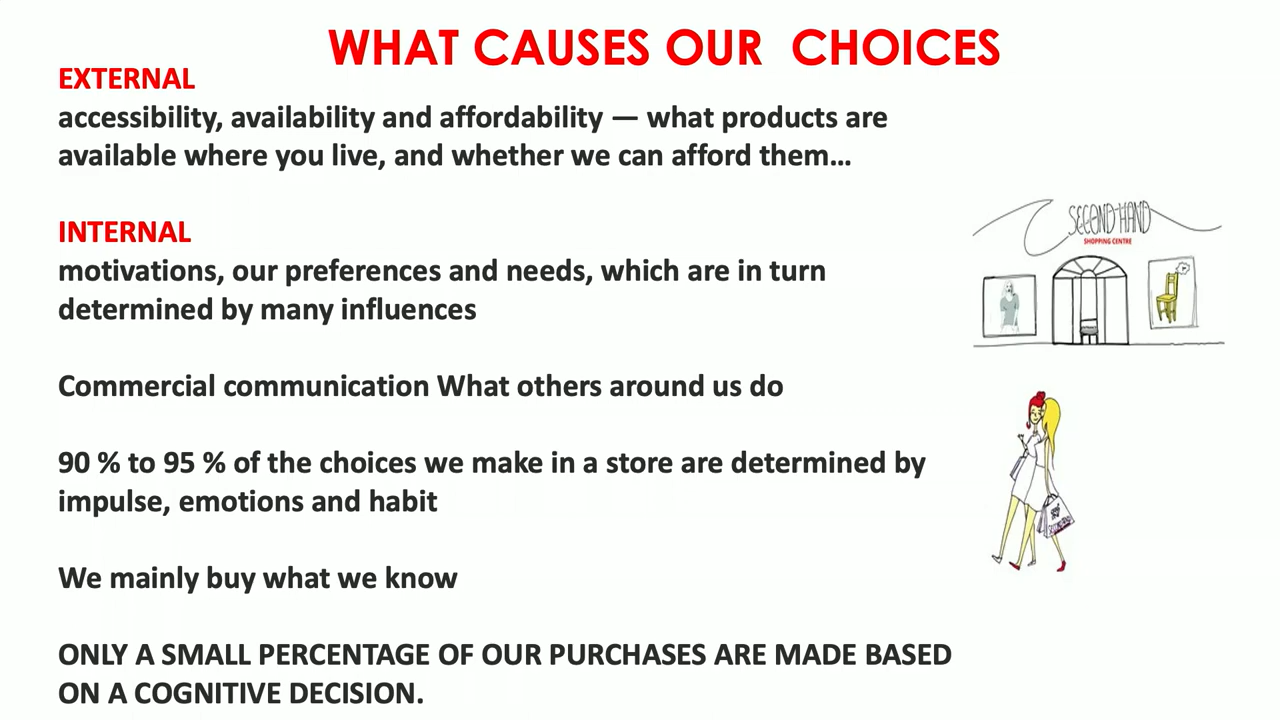 WHAT CAUSES OUR CHOICES
EXTERNAL
accessibility, availability and affordability — what products are
available where you live, and whether we can afford them...
INTERNAL
motivations, our preferences and needs, which are in turn
determined by many influences
Commercial communication What others around us do
90 % to 95 % of the choices we make in a store are determined by
impulse, emotions and habit
We mainly buy what we know
ONLY A SMALL PERCENTAGE OF OUR PURCHASES ARE MADE BASED
ON A COGNITIVE DECISION.
SECOND HAND
SHOPPING CENTRE